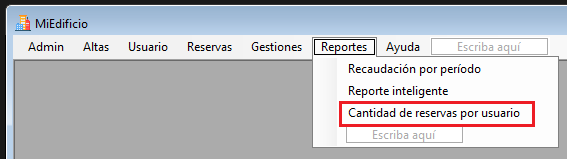 MiEdificio
Admin Altas Usuario Reservas Gestiones Reportes Ayuda Escriba aquí
Recaudación por período
Reporte inteligente
Cantidad de reservas por usuario
Escriba aquí